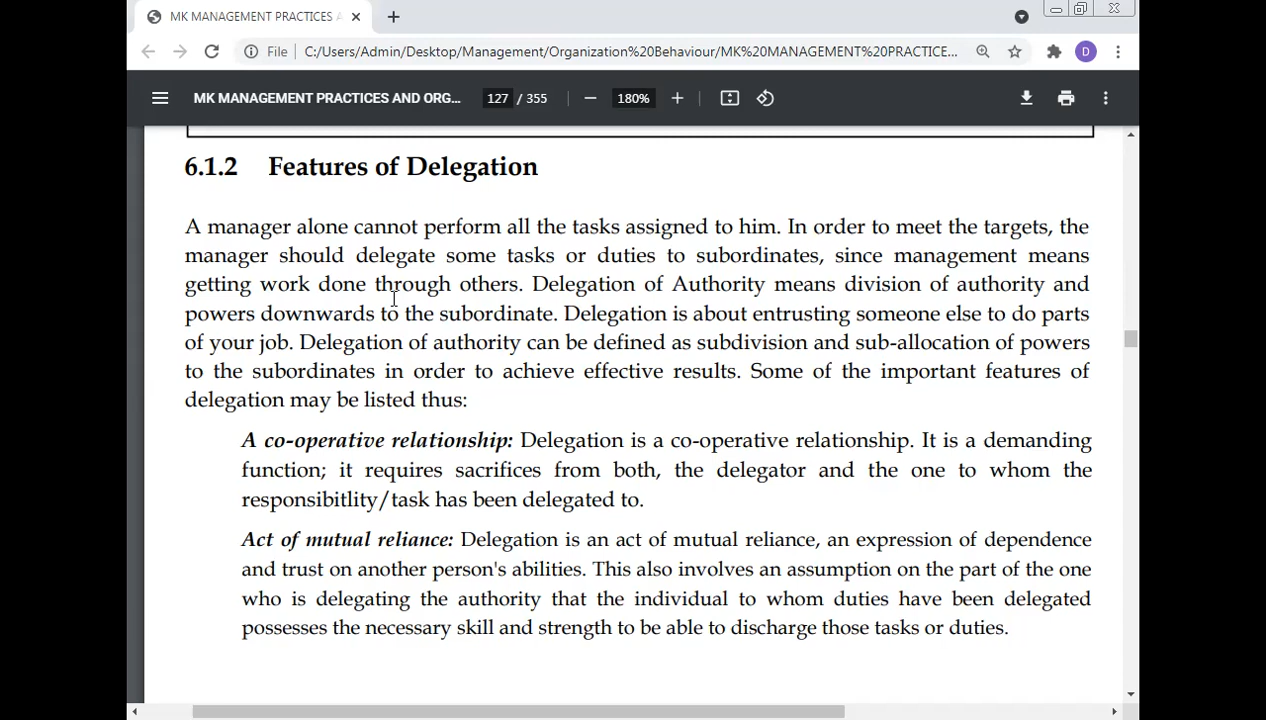 MK MANAGEMENT PRACTICES A
File C:/Users/Admin/Desktop/Management/Organization%20Behaviour/MK%20MANAGEMENT%20PRACTICE... D
MK MANAGEMENT PRACTICES AND ORG... 127 / 355 180%
6.1.2 Features of Delegation
A manager alone cannot perform all the tasks assigned to him. In order to meet the targets, the
manager should delegate some tasks or duties to subordinates, since management means
getting work done through others. Delegation of Authority means division of authority and
powers downwards to the subordinate. Delegation is about entrusting someone else to do parts
of your job. Delegation of authority can be defined as subdivision and sub-allocation of powers
to the subordinates in order to achieve effective results. Some of the important features of
delegation may be listed thus:
A co-operative relationship: Delegation is a co-operative relationship. It is a demanding
function; it requires sacrifices from both, the delegator and the one to whom the
responsibitlity/task has been delegated to.
Act of mutual reliance: Delegation is an act of mutual reliance, an expression of dependence
and trust on another person's abilities. This also involves an assumption on the part of the one
who is delegating the authority that the individual to whom duties have been delegated
possesses the necessary skill and strength to be able to discharge those tasks or duties.